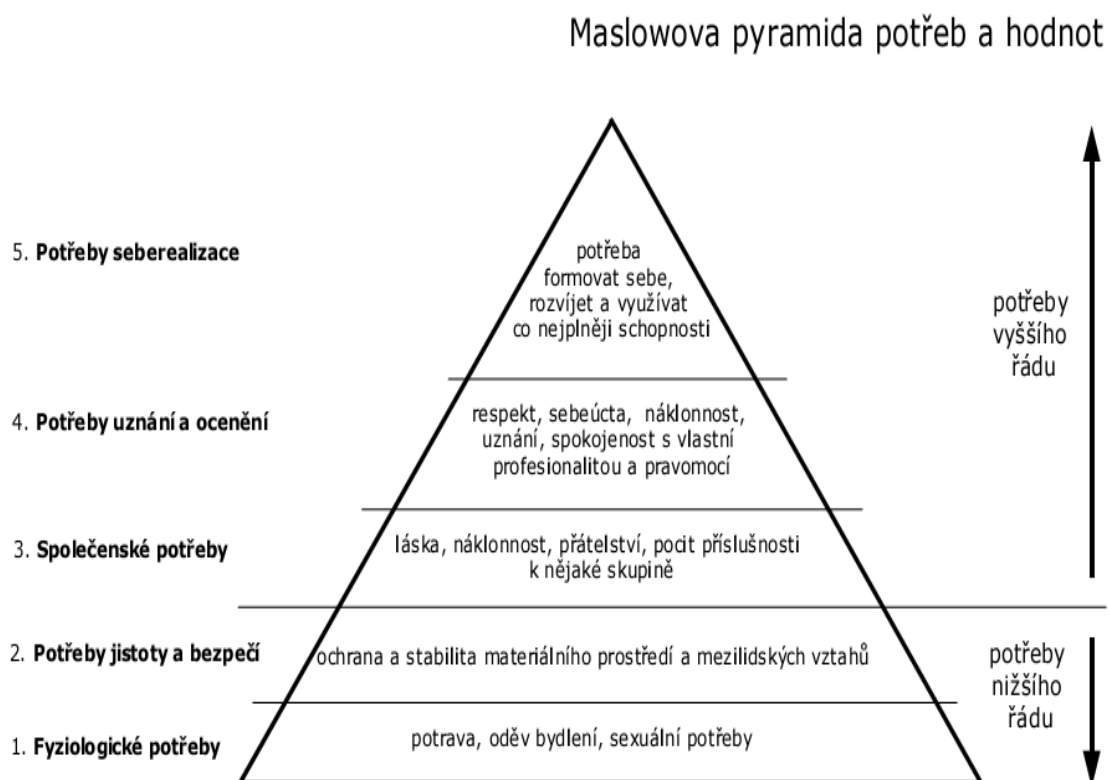 Maslowova pyramida potřeb a hodnot
5. Potřeby seberealizace
potřeba
formovat sebe,
rozvíjet a využívat
co nejplněji schopnosti
potřeby
vyššího
řádu
4. Potřeby uznání a ocenění
respekt, sebeúcta, náklonnost,
uznání, spokojenost s vlastní
profesionalitou a pravomocí
3. Společenské potřeby
láska, náklonnost, přátelství, pocit příslušnosti
k nějaké skupině
2. Potřeby jistoty a bezpečí
ochrana a stabilita materiálního prostředí a mezilidských vztahů
potřeby
nižšího
řádu
1. Fyziologické potřeby
potrava, oděv bydlení, sexuální potřeby